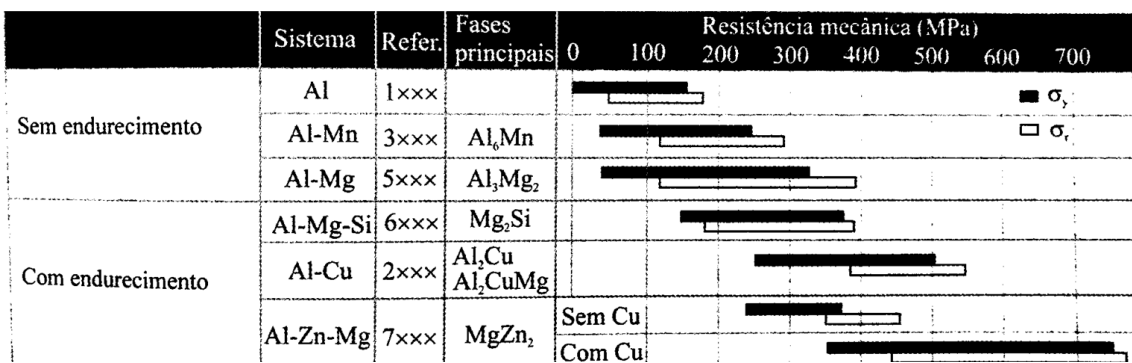 Sistema Refer. Fases principais Resistência mecânica (MPa)
0 100 200 300 400 500 600 700
Sem endurecimento
Al 1××× 
Al-Mn 3××× Al₆Mn
Al-Mg 5××× Al₃Mg₂
σᵧ
σᵣ
Com endurecimento
Al-Mg-Si 6××× Mg₂Si
Al-Cu 2××× Al₂Cu
Al₂CuMg
Al-Zn-Mg 7××× MgZn₂
Sem Cu
Com Cu